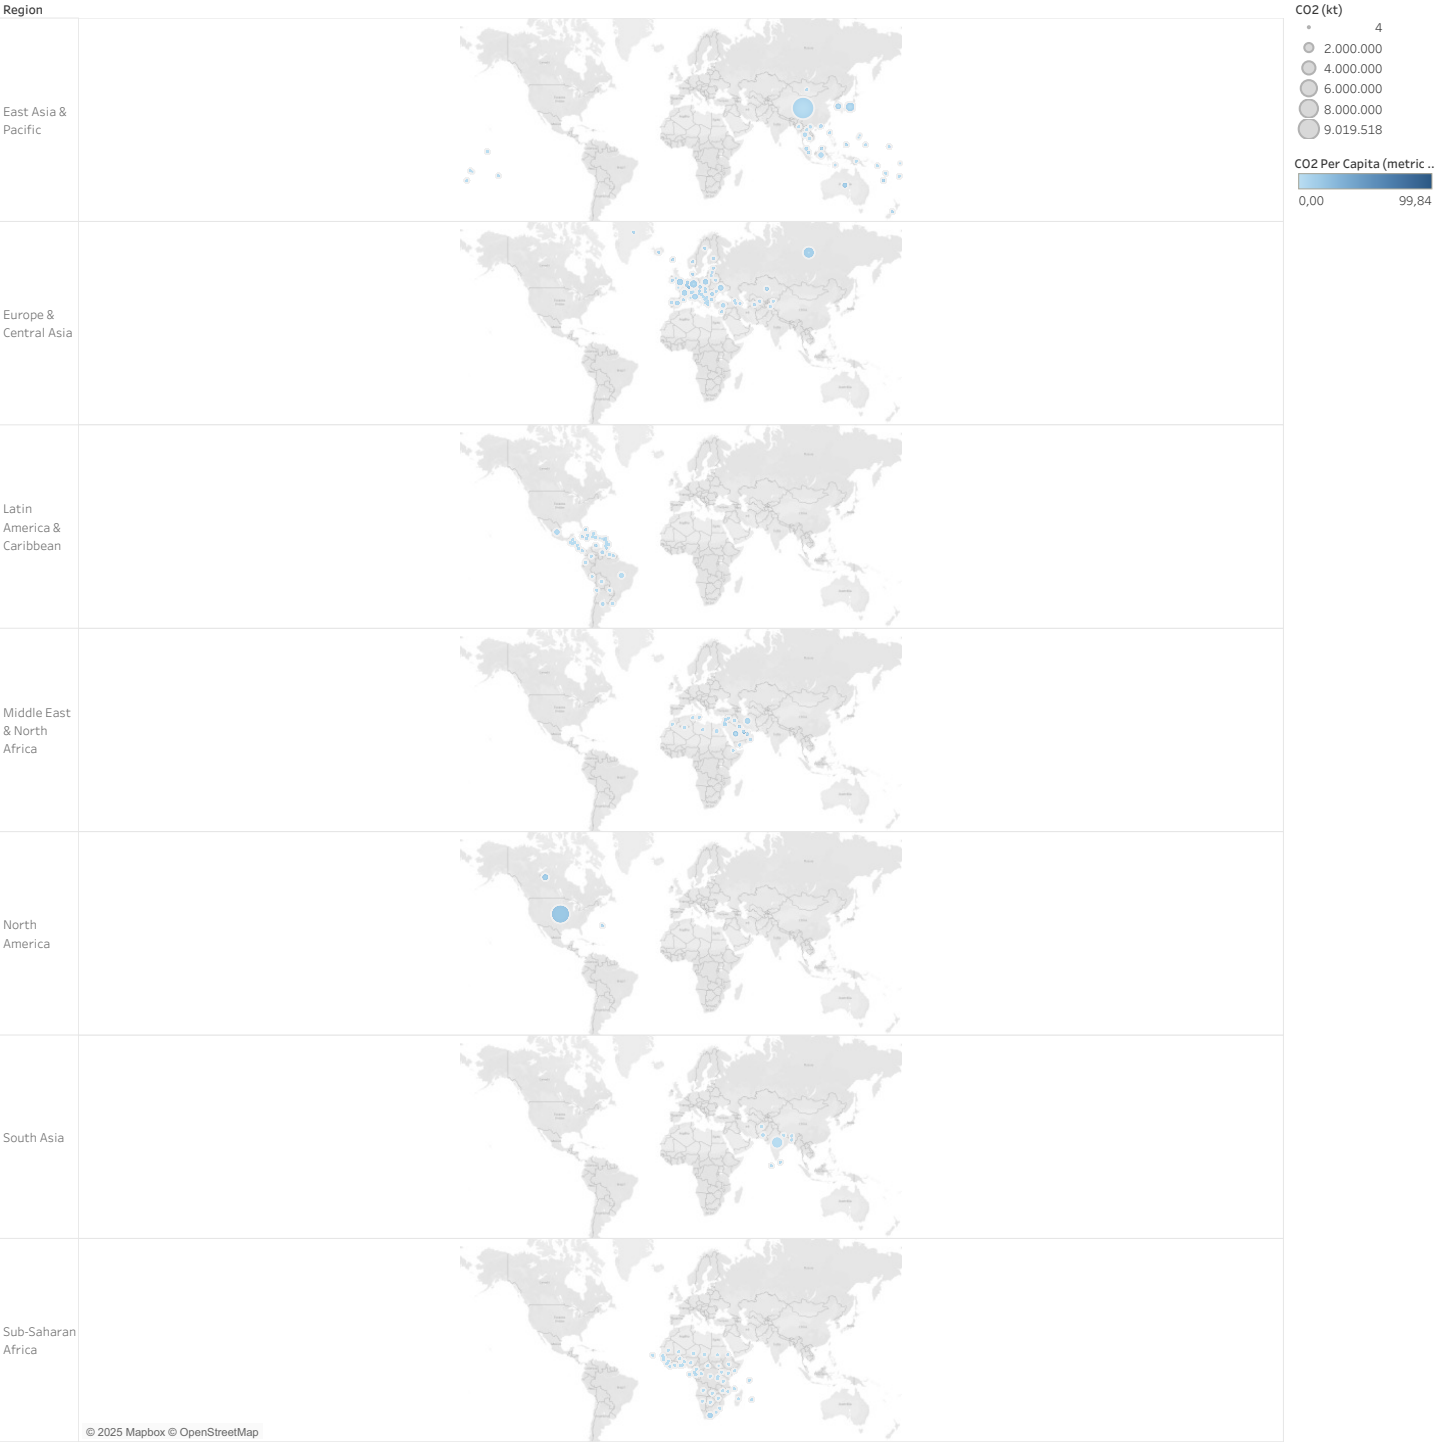 Region
East Asia &
Pacific
Europe &
Central Asia
Latin
America &
Caribbean
Middle East
& North
Africa
North
America
South Asia
Sub-Saharan
Africa
© 2025 Mapbox © OpenStreetMap
CO2 (kt)
4
2.000.000
4.000.000
6.000.000
8.000.000
9.019.518
CO2 Per Capita (metric ..
0,00
99,84